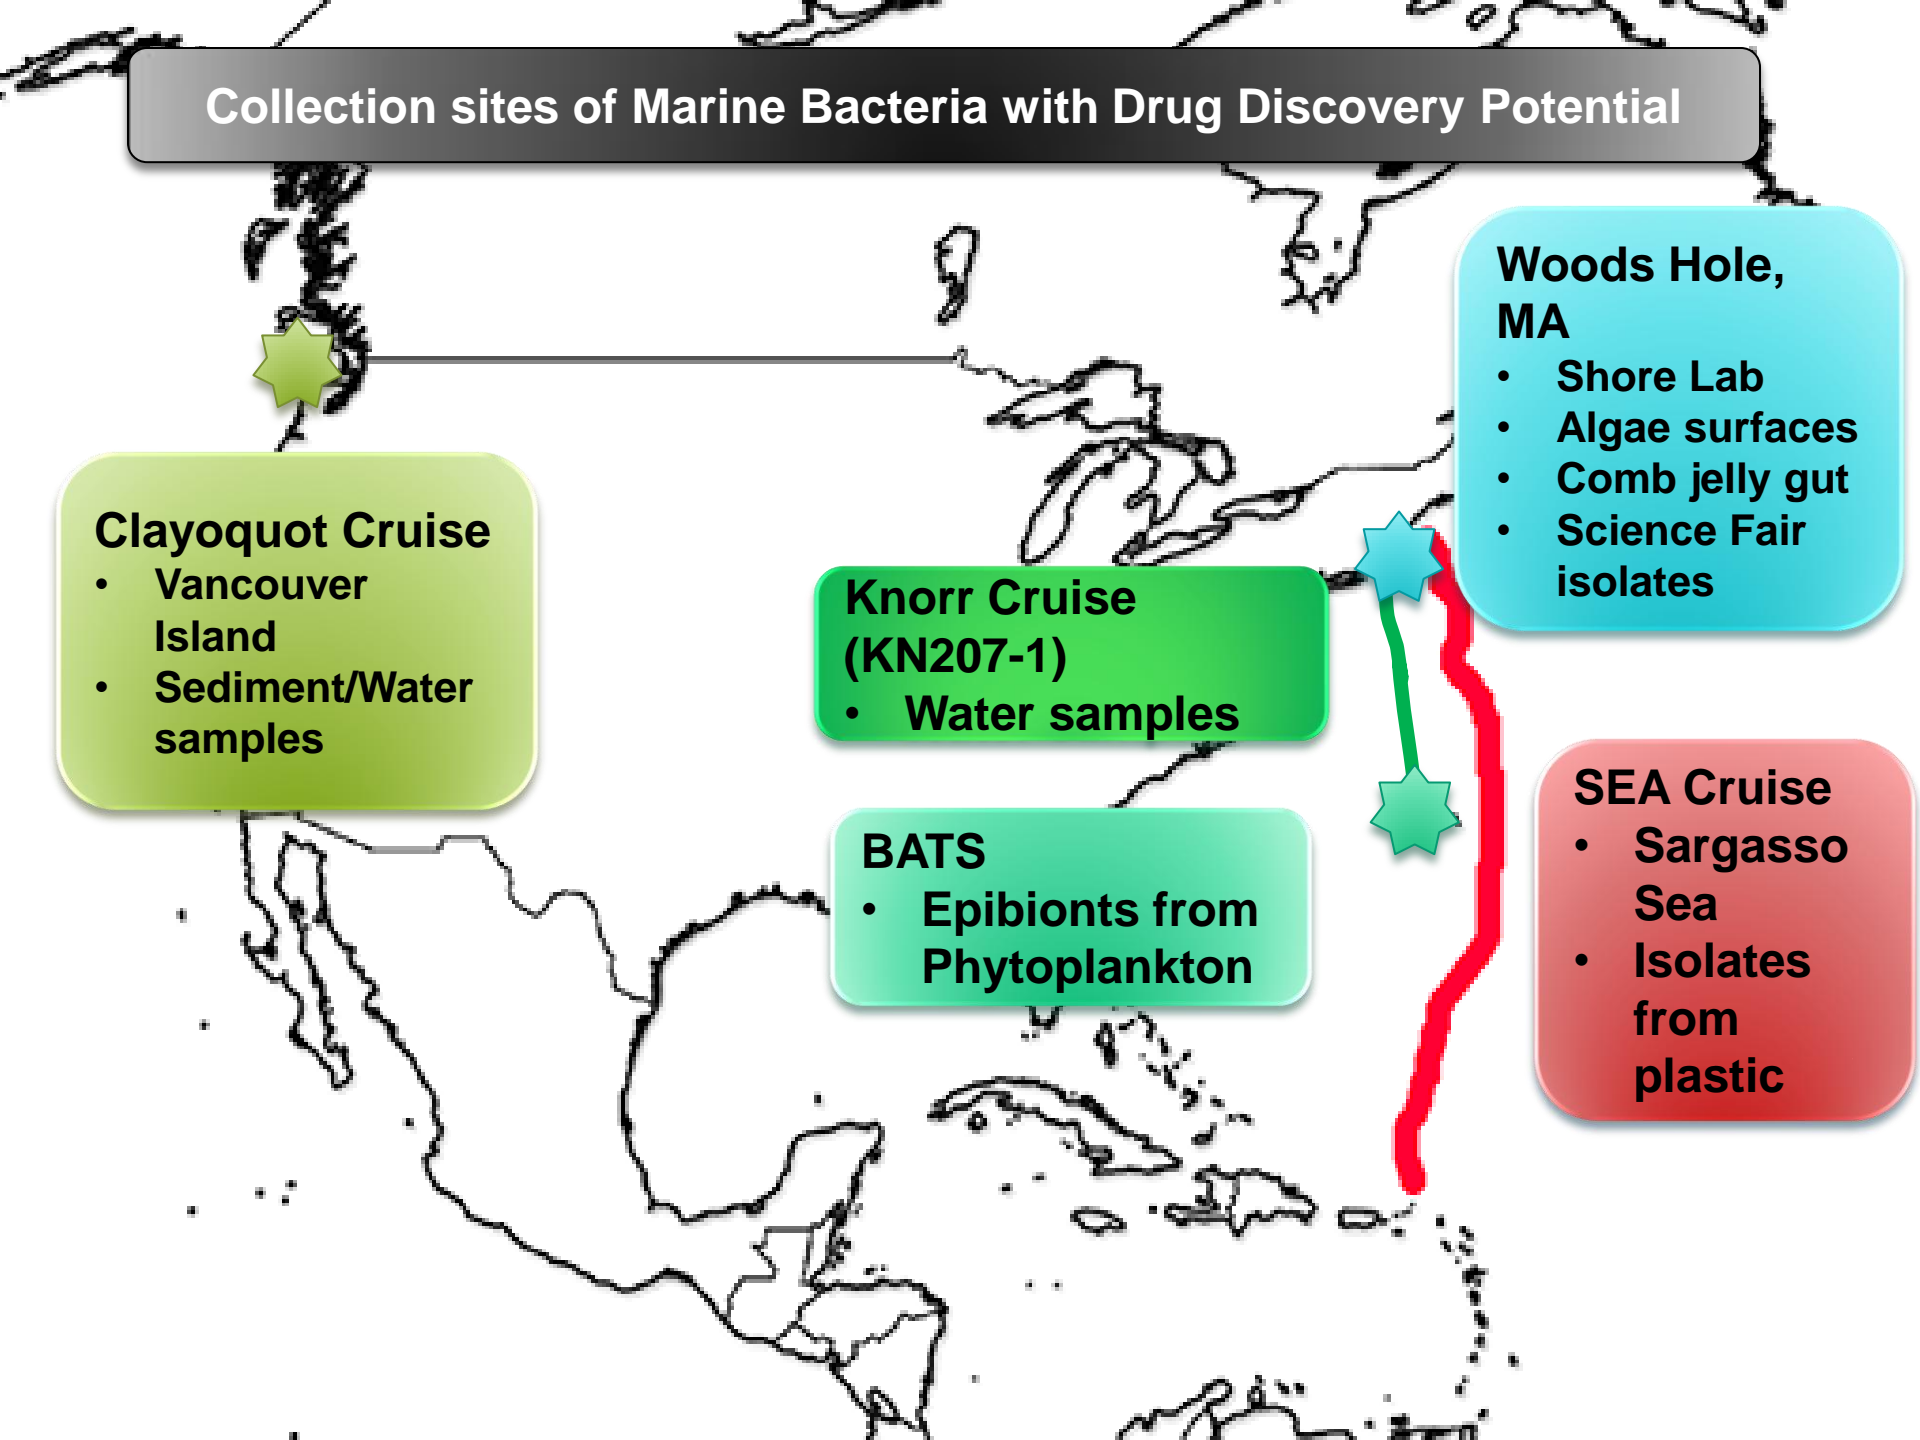 Collection sites of Marine Bacteria with Drug Discovery Potential
Woods Hole,
MA
• Shore Lab
• Algae surfaces
• Comb jelly gut
• Science Fair
isolates
Clayoquot Cruise
• Vancouver
Island
• Sediment/Water
samples
Knorr Cruise
(KN207-1)
• Water samples
BATS
• Epibionts from
Phytoplankton
SEA Cruise
• Sargasso
Sea
• Isolates
from
plastic